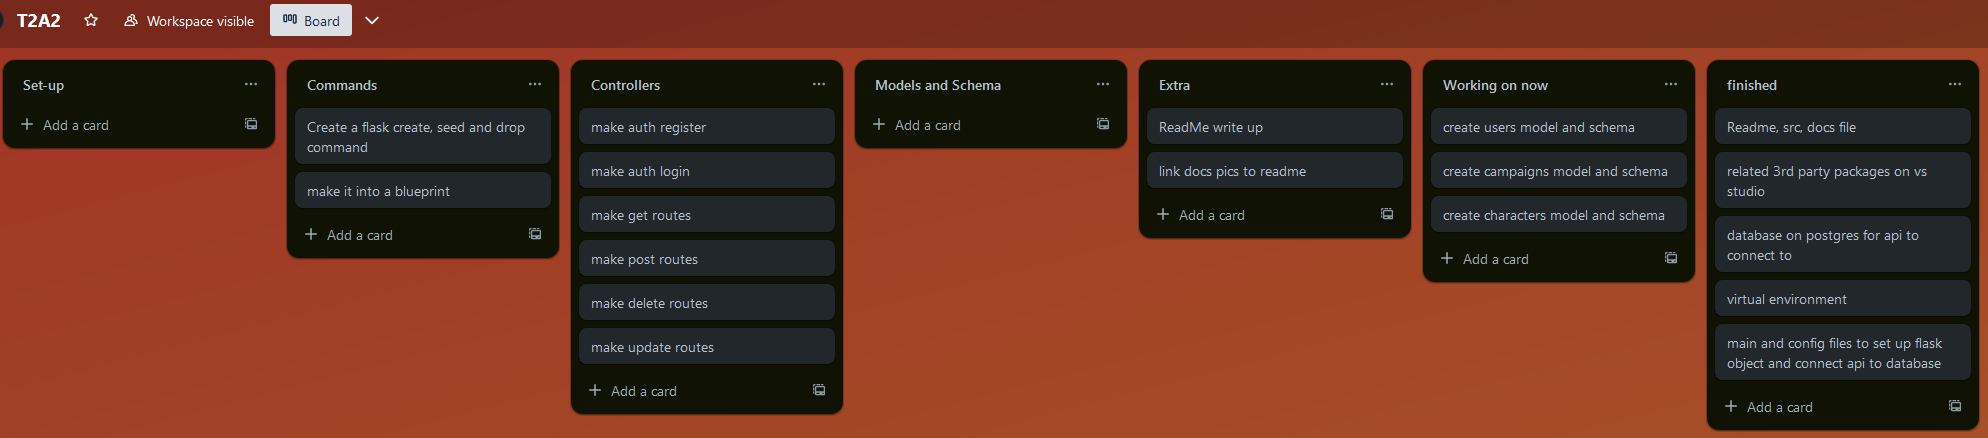 T2A2
Workspace visible
Board
Set-up
Add a card
Commands
Create a flask create, seed and drop
command
make it into a blueprint
Add a card
Controllers
make auth register
make auth login
make get routes
make post routes
make delete routes
make update routes
Add a card
Models and Schema
Add a card
Extra
ReadMe write up
link docs pics to readme
Add a card
Working on now
create users model and schema
create campaigns model and schema
create characters model and schema
Add a card
finished
Readme, src, docs file
related 3rd party packages on vs
studio
database on postgres for api to
connect to
virtual environment
main and config files to set up flask
object and connect api to database
Add a card